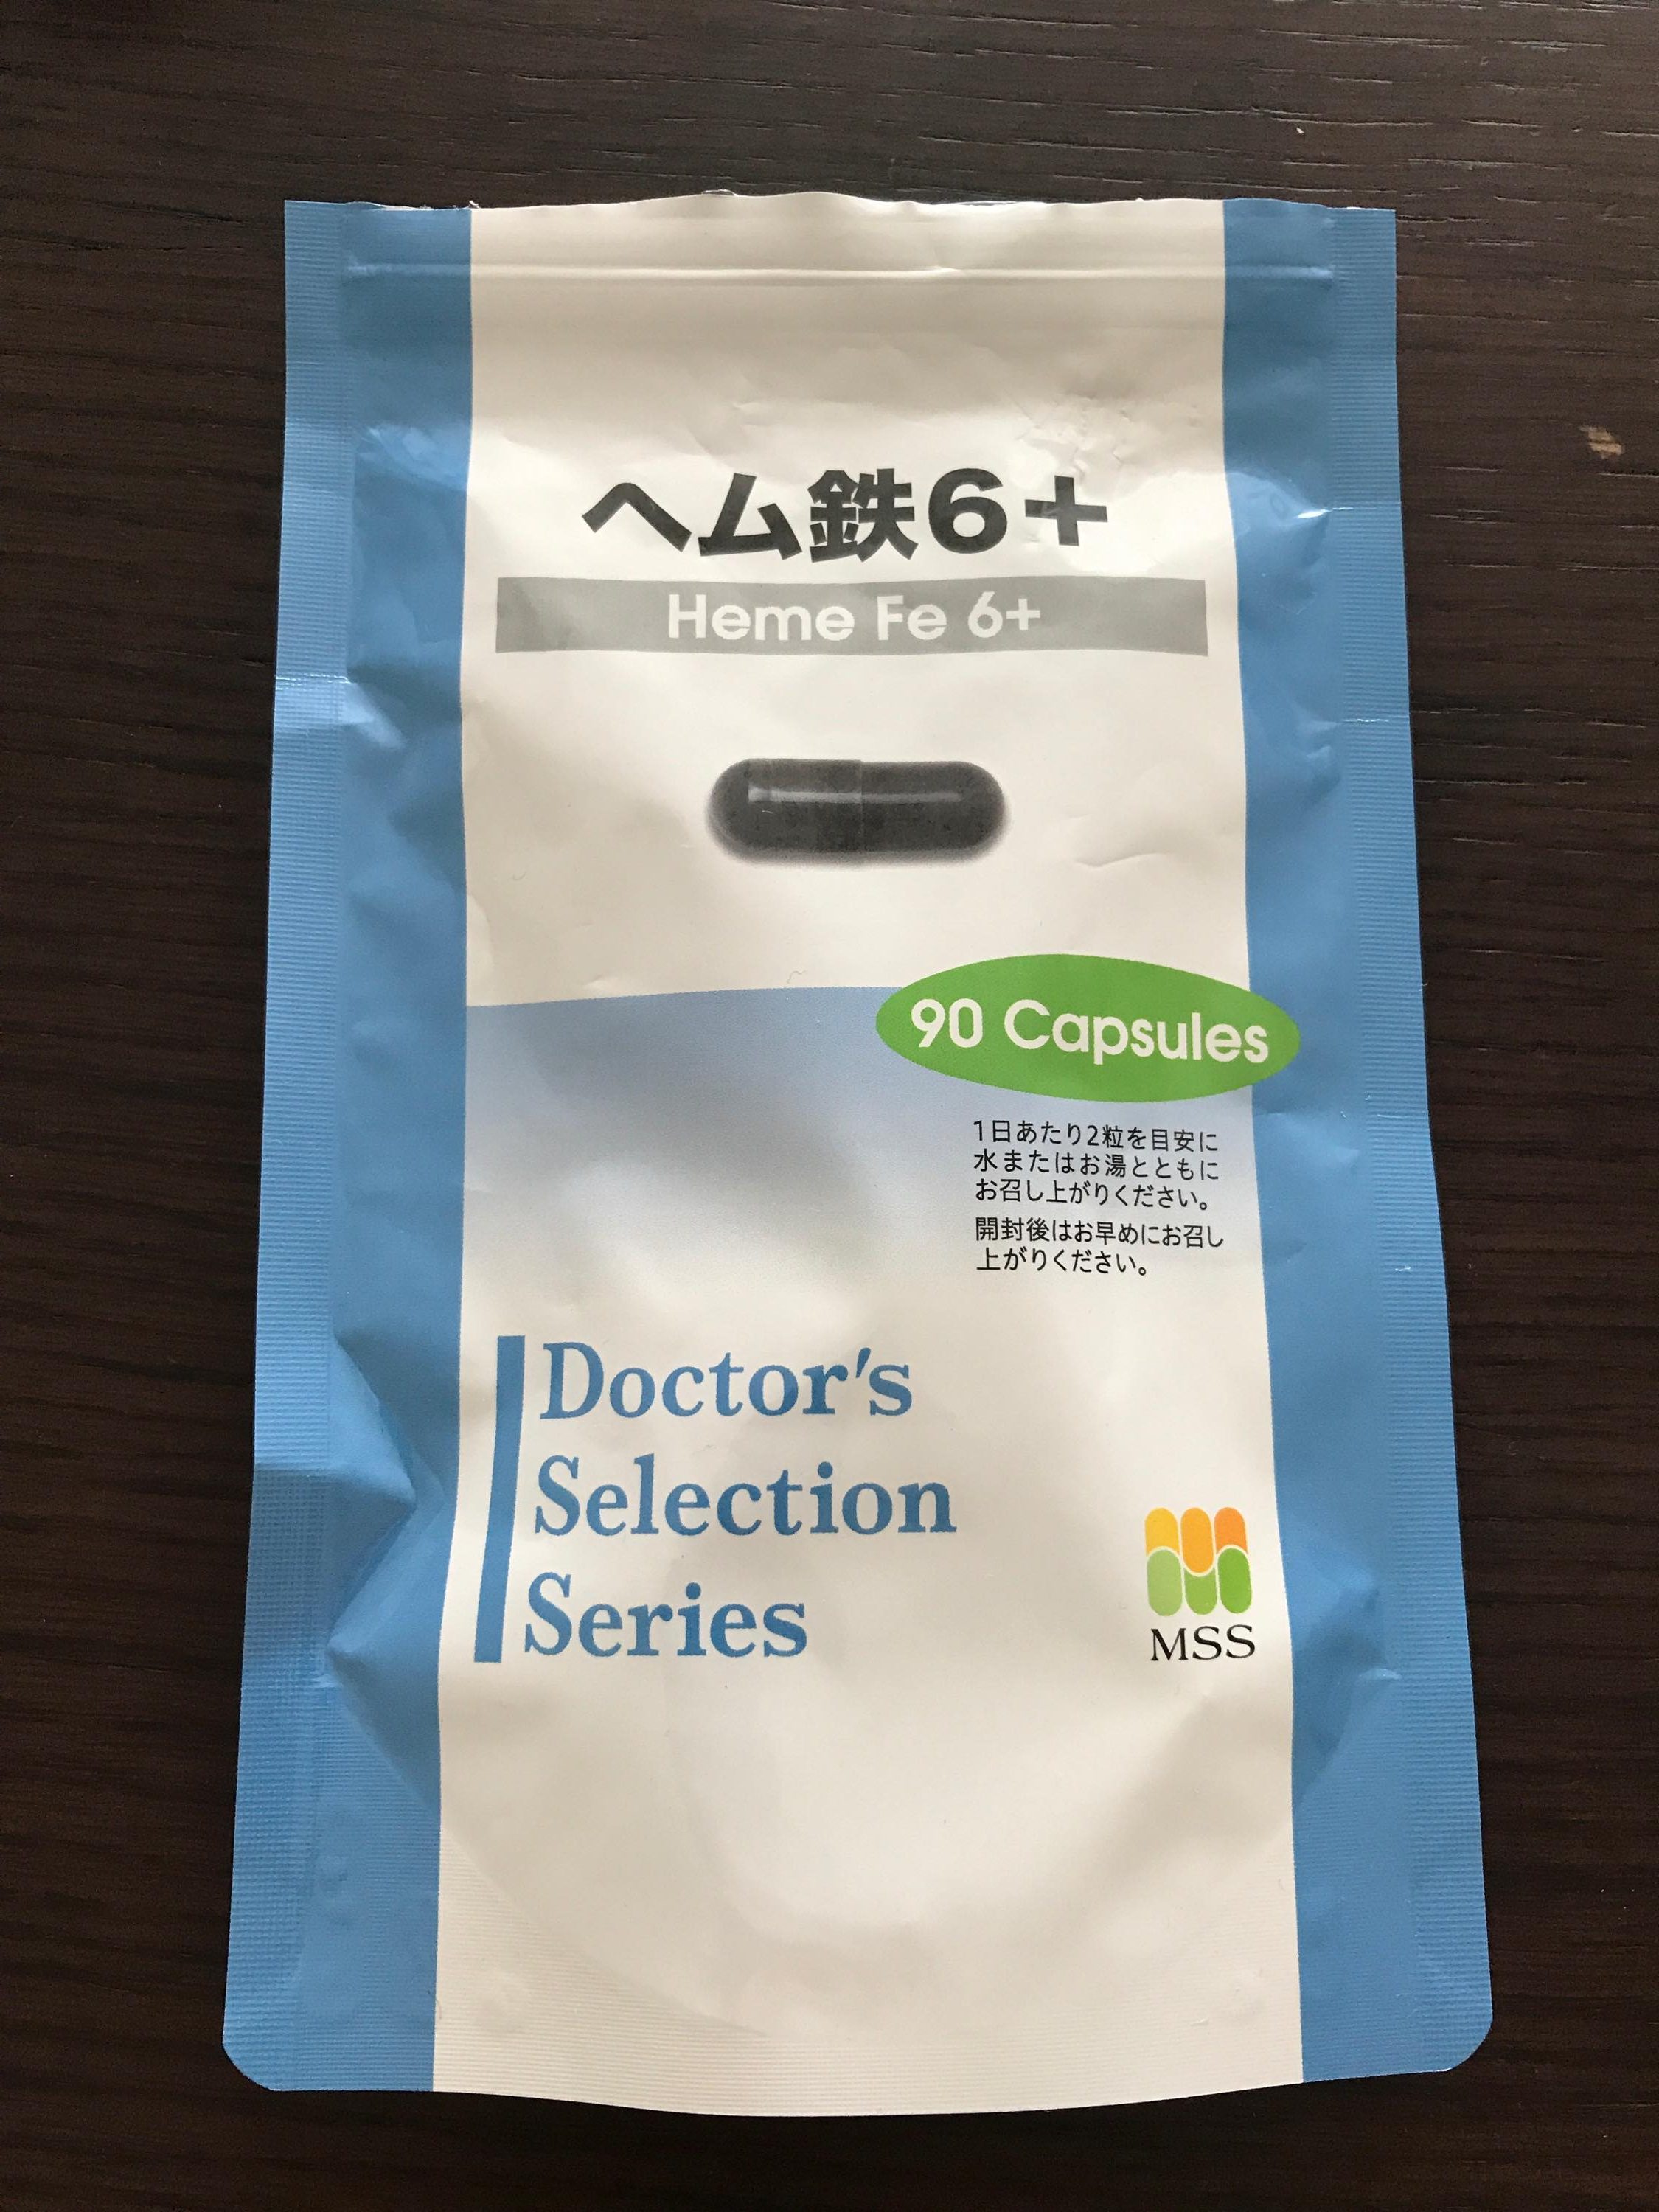 ヘム鉄6+
Heme Fe 6+
90 Capsules
1日あたり2粒を目安に
水またはお湯とともに
お召し上がりください。
開封後はお早めにお召し
上がりください。
Doctor's
Selection
Series
MSS